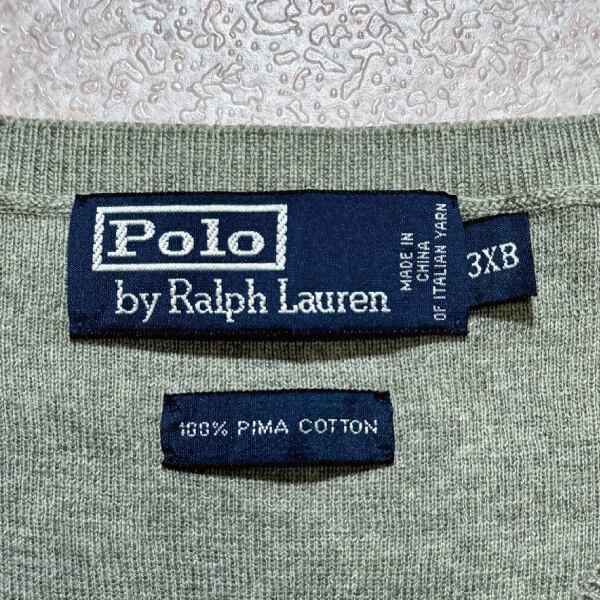 Polo
by Ralph Lauren
MADE IN
CHINA
OF ITALIAN YARN
3XB
100% PIMA COTTON